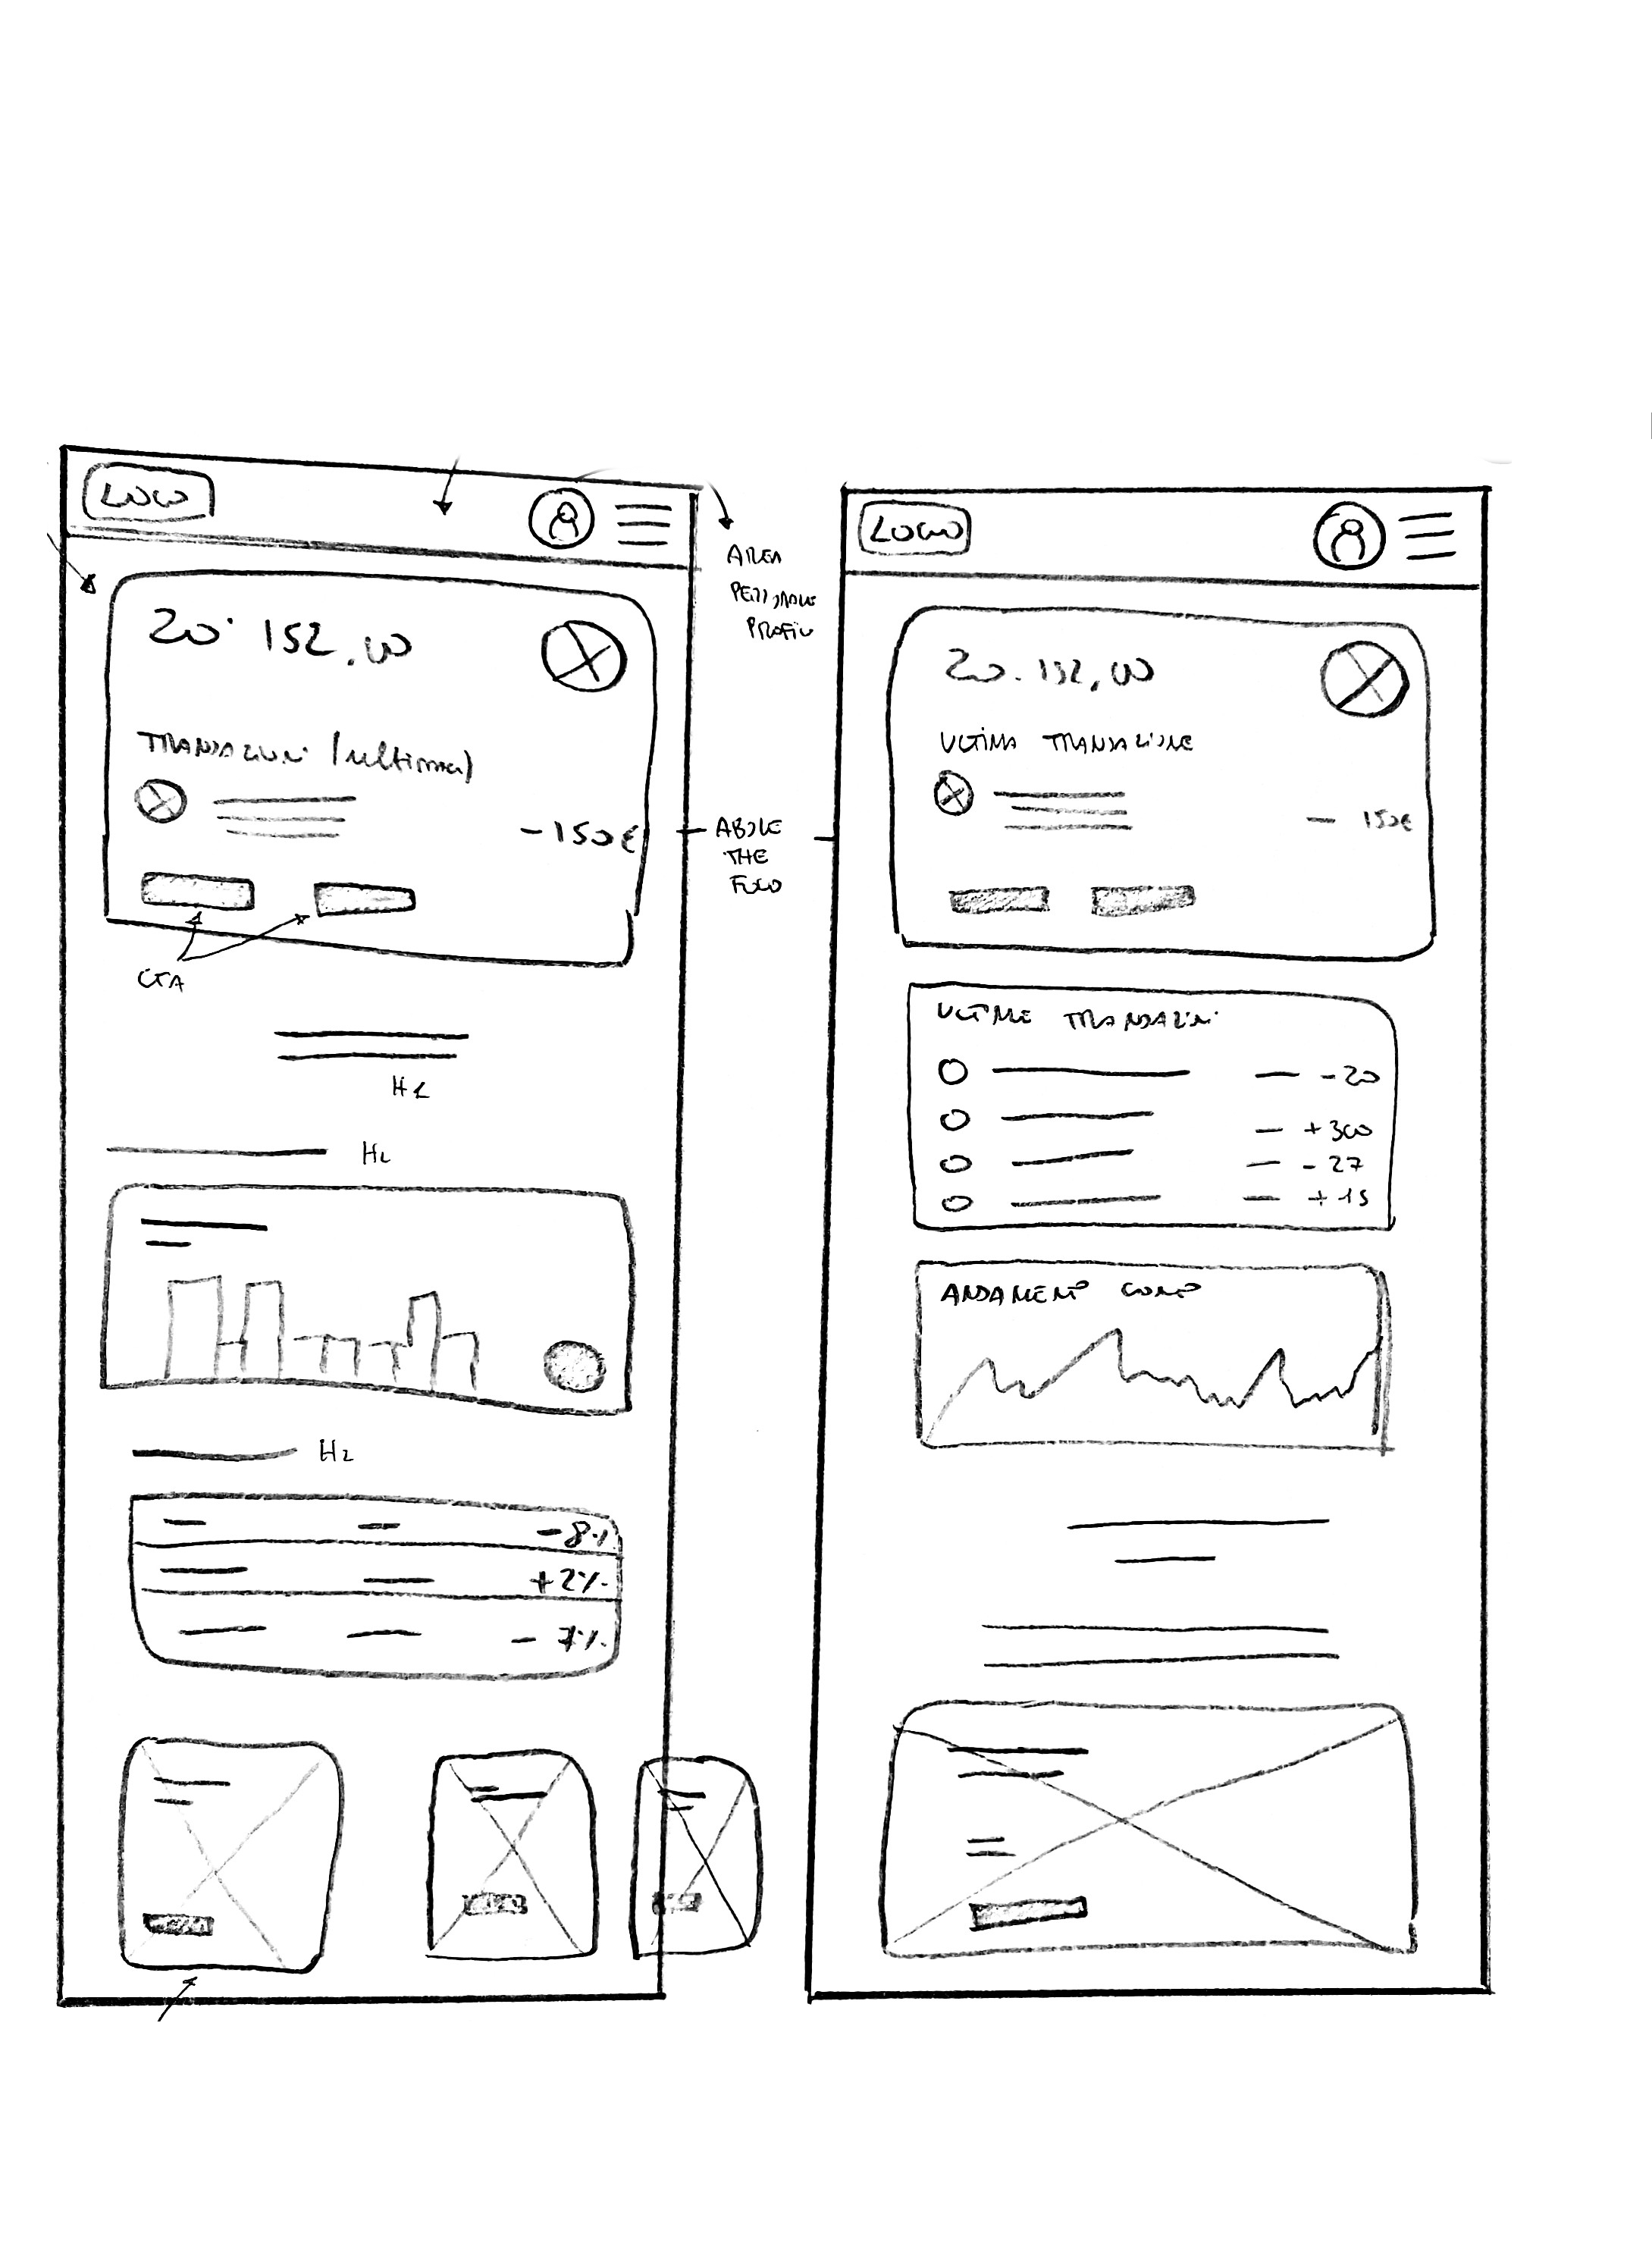 LOGO
20.152.00
TRANSAZIONI (ultima)
-150€
CTA
H1
H2
H2
-8%
+2%
- 7%
AREA
PERSONALE
PROFILO
ABOVE
THE
FOLD
LOGO
20.152,00
ULTIMA TRANSAZIONE
- 150€
ULTIME TRANSAZIONI
- -20
- +300
- -27
- +15
ANDAMENTO CONTO